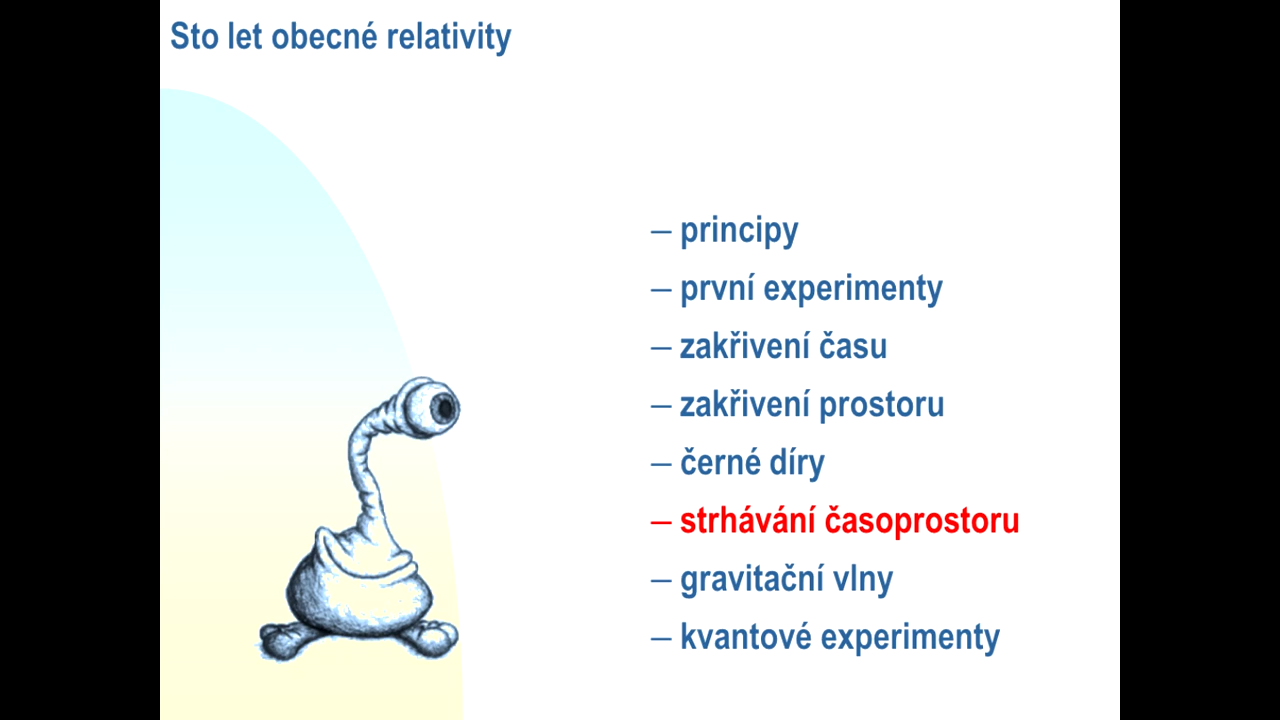 Sto let obecné relativity
– principy
– první experimenty
– zakřivení času
– zakřivení prostoru
– černé díry
– strhávání časoprostoru
– gravitační vlny
– kvantové experimenty